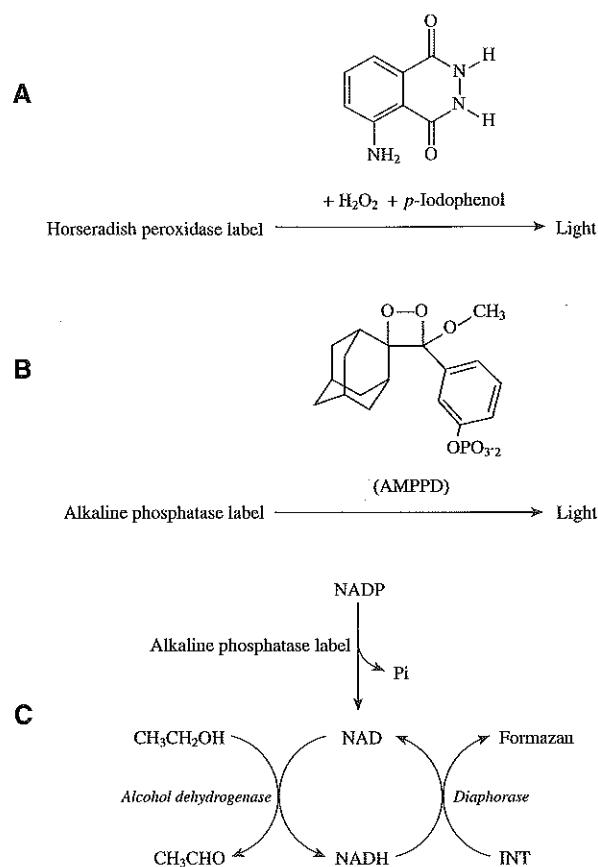 A
O
N
H
N
H
NH₂
O
+ H₂O₂ + p-Iodophenol
Horseradish peroxidase label
Light
B
O
O
O
CH₃
OPO₃-₂
(AMPPD)
Alkaline phosphatase label
Light
C
NADP
Alkaline phosphatase label
Pi
CH₃CH₂OH
NAD
Formazan
Alcohol dehydrogenase
Diaphorase
CH₃CHO
NADH
INT